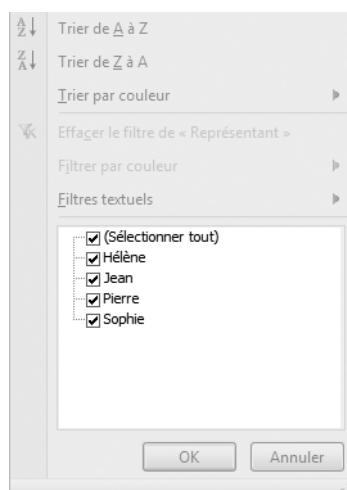 Trier de A à Z
Trier de Z à A
Trier par couleur
Effacer le filtre de « Représentant »
Filtrer par couleur
Filtres textuels
(Sélectionner tout)
Hélène
Jean
Pierre
Sophie
OK Annuler